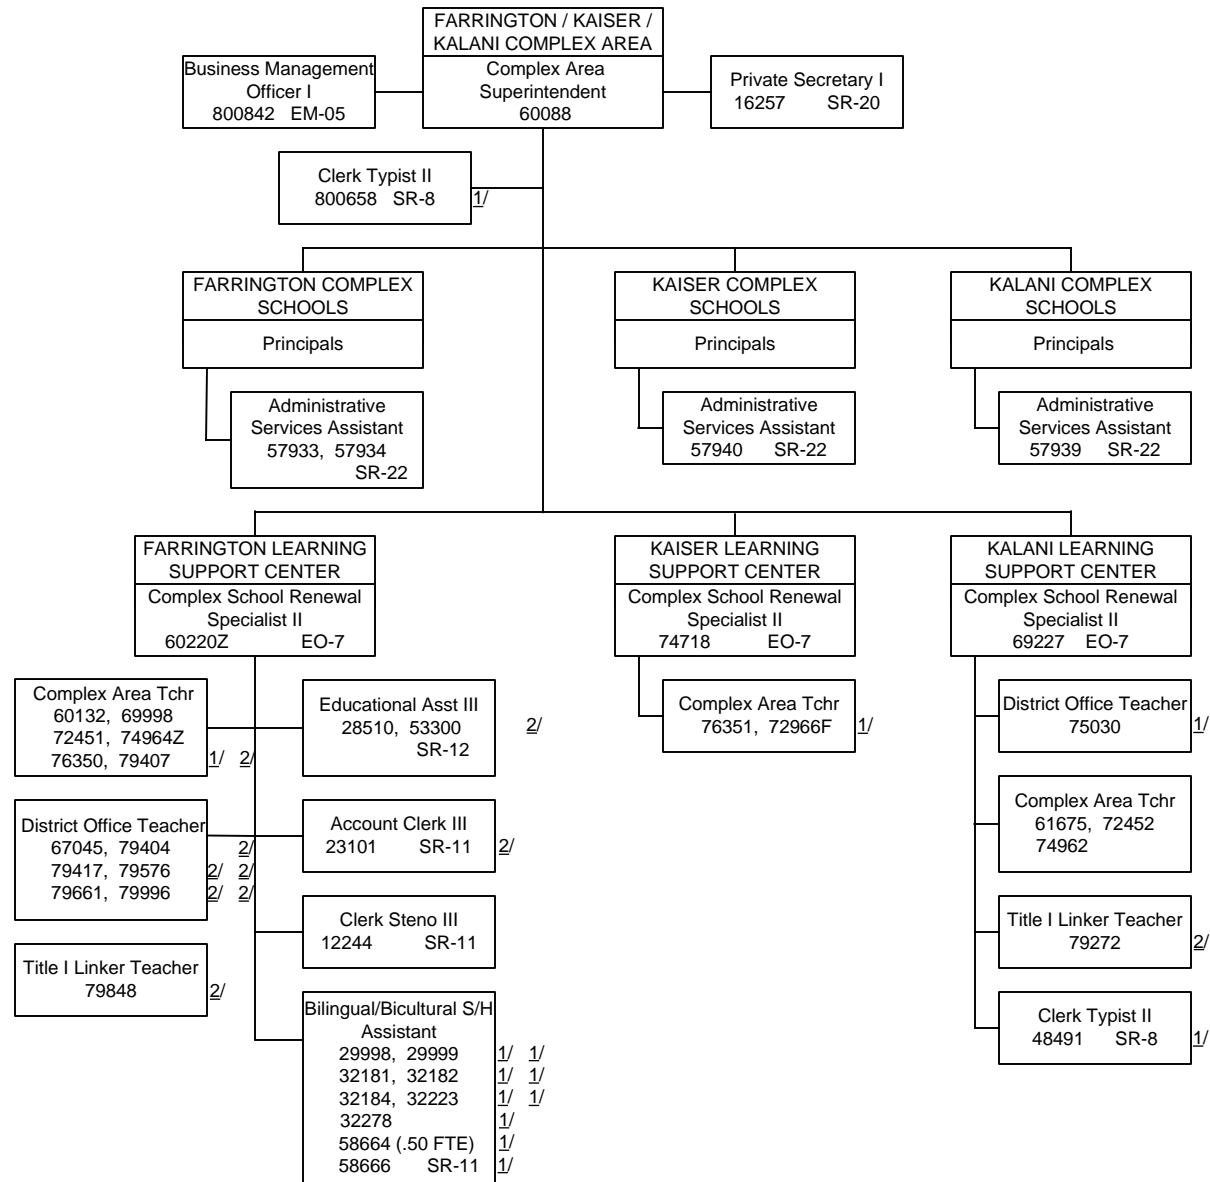 FARRINGTON / KAISER /
KALANI COMPLEX AREA
Complex Area
Superintendent
60088
Business Management
Officer I
800842 EM-05
Private Secretary I
16257 SR-20
Clerk Typist II
800658 SR-8 1/
FARRINGTON COMPLEX
SCHOOLS
Principals
Administrative
Services Assistant
57933, 57934
SR-22
KAISER COMPLEX
SCHOOLS
Principals
Administrative
Services Assistant
57940 SR-22
KALANI COMPLEX
SCHOOLS
Principals
Administrative
Services Assistant
57939 SR-22
FARRINGTON LEARNING
SUPPORT CENTER
Complex School Renewal
Specialist II
60220Z EO-7
Complex Area Tchr
60132, 69998
72451, 74964Z
76350, 79407 1/ 2/
District Office Teacher
67045, 79404 2/
79417, 79576 2/ 2/
79661, 79996 2/ 2/
Title I Linker Teacher
79848 2/
Educational Asst III
28510, 53300 2/
SR-12
Account Clerk III
23101 SR-11 2/
Clerk Steno III
12244 SR-11
Bilingual/Bicultural S/H
Assistant
29998, 29999 1/ 1/
32181, 32182 1/ 1/
32184, 32223 1/ 1/
32278 1/
58664 (.50 FTE) 1/
58666 SR-11 1/
KAISER LEARNING
SUPPORT CENTER
Complex School Renewal
Specialist II
74718 EO-7
Complex Area Tchr
76351, 72966F 1/
KALANI LEARNING
SUPPORT CENTER
Complex School Renewal
Specialist II
69227 EO-7
District Office Teacher
75030 1/
Complex Area Tchr
61675, 72452
74962
Title I Linker Teacher
79272 2/
Clerk Typist II
48491 SR-8 1/